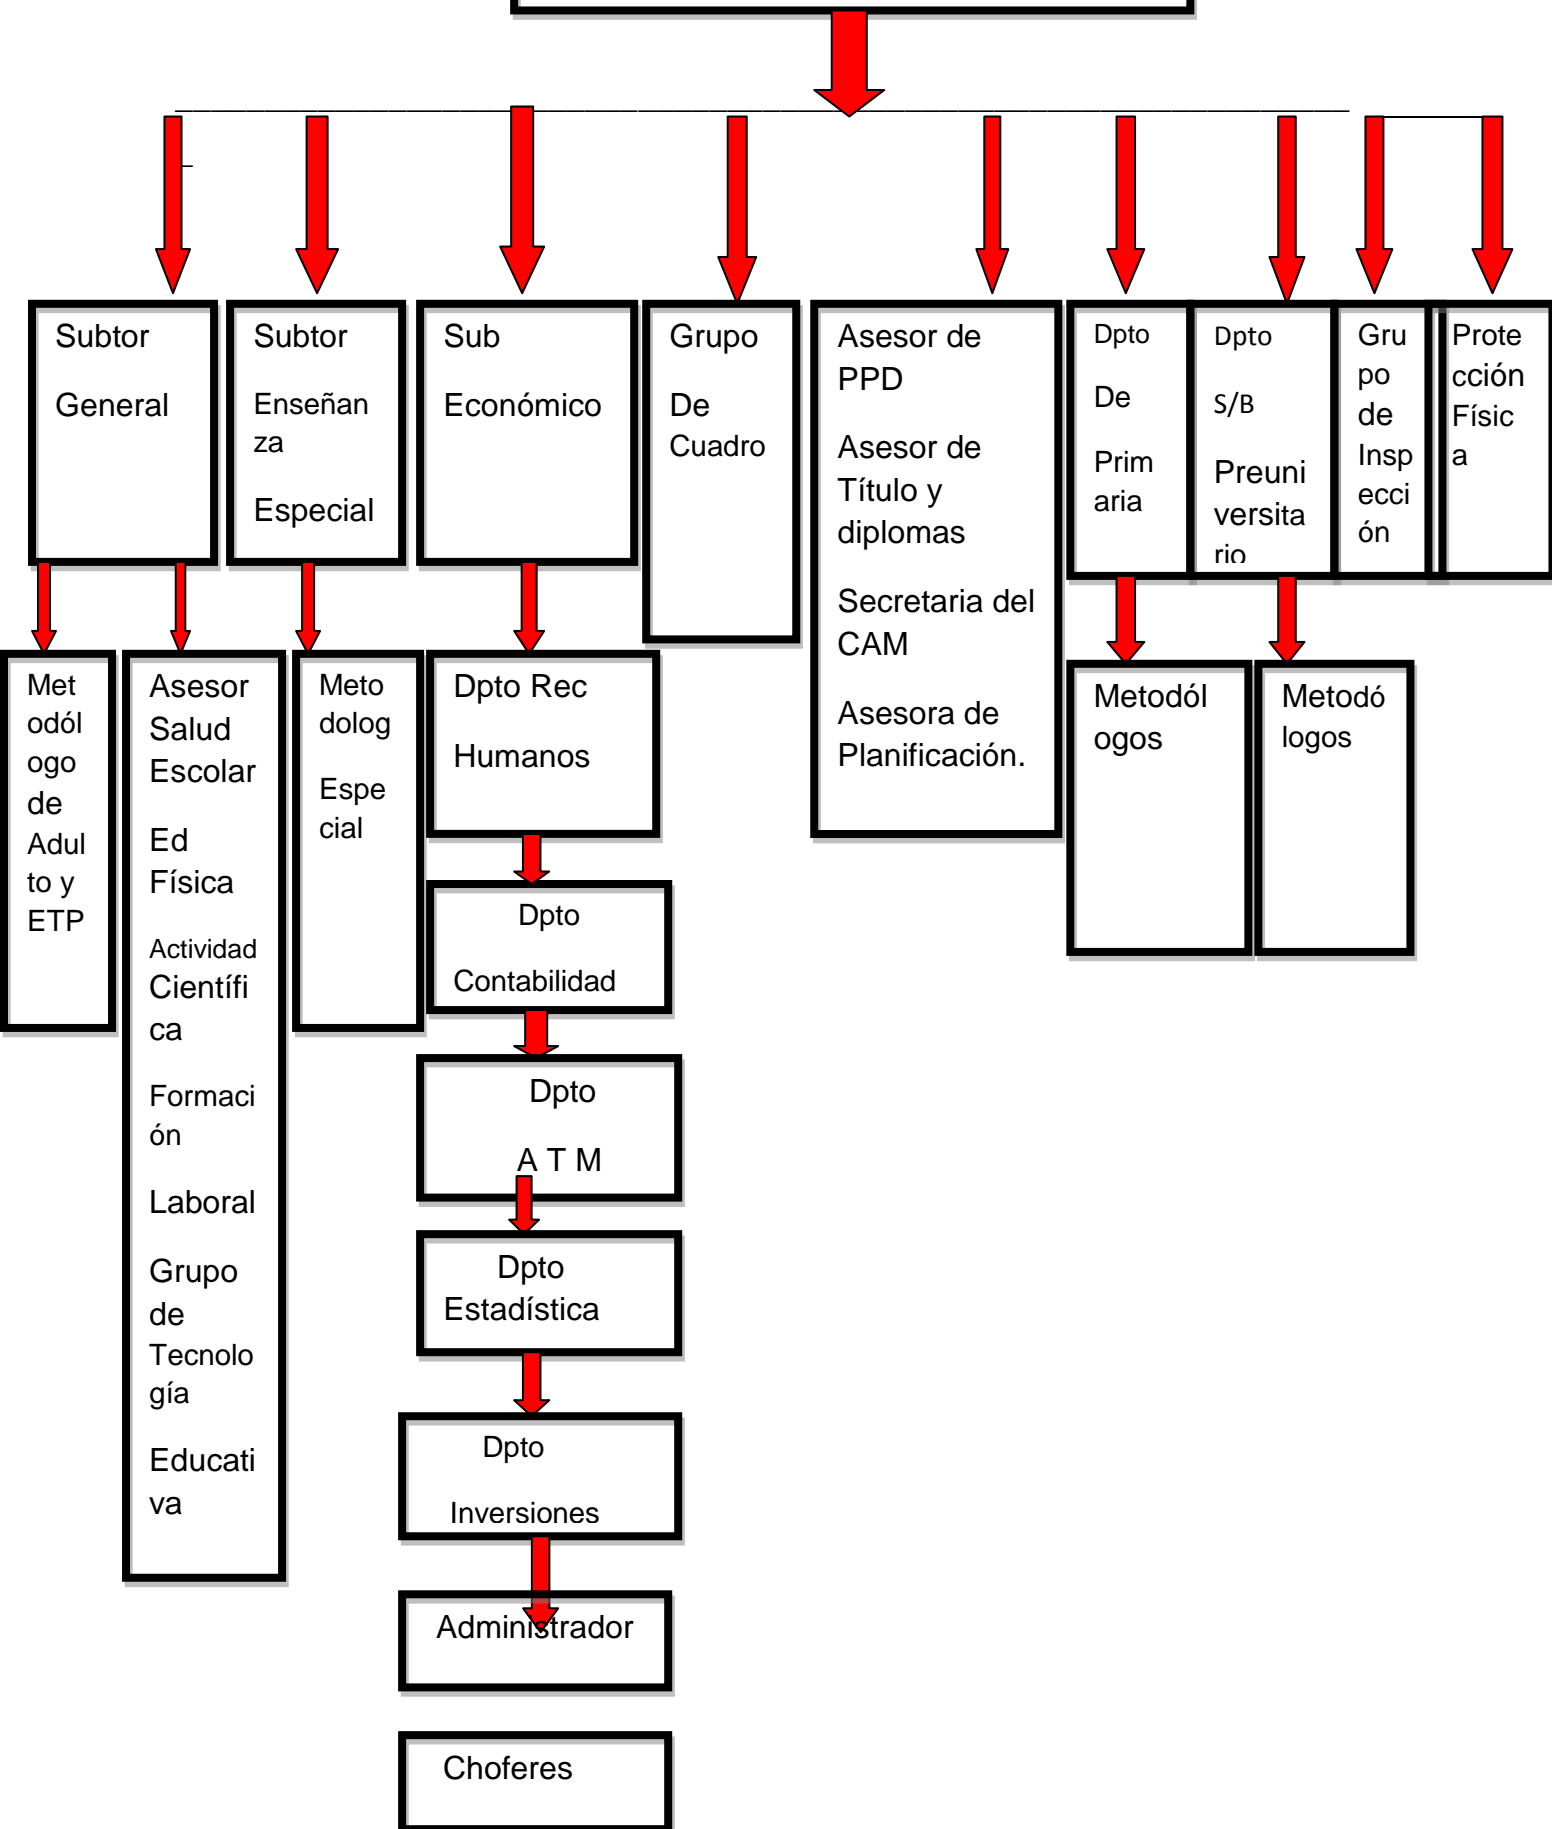 Subtor
General
Subtor
Enseñan
za
Especial
Sub
Económico
Grupo
De
Cuadro
Asesor de
PPD
Asesor de
Título y
diplomas
Secretaria del
CAM
Asesora de
Planificación.
Dpto
De
Prim
aria
Dpto
S/B
Preuni
versita
rio
Gru
po
de
Insp
ecci
ón
Prote
cción
Físic
a
Met
odól
ogo
de
Adul
to y
ETP
Asesor
Salud
Escolar
Ed
Física
Actividad
Científi
ca
Formaci
ón
Laboral
Grupo
de
Tecnolo
gía
Educati
va
Meto
dolog
Espe
cial
Dpto Rec
Humanos
Dpto
Contabilidad
Dpto
A T M
Dpto
Estadística
Dpto
Inversiones
Administrador
Choferes
Metodól
ogos
Metodó
logos